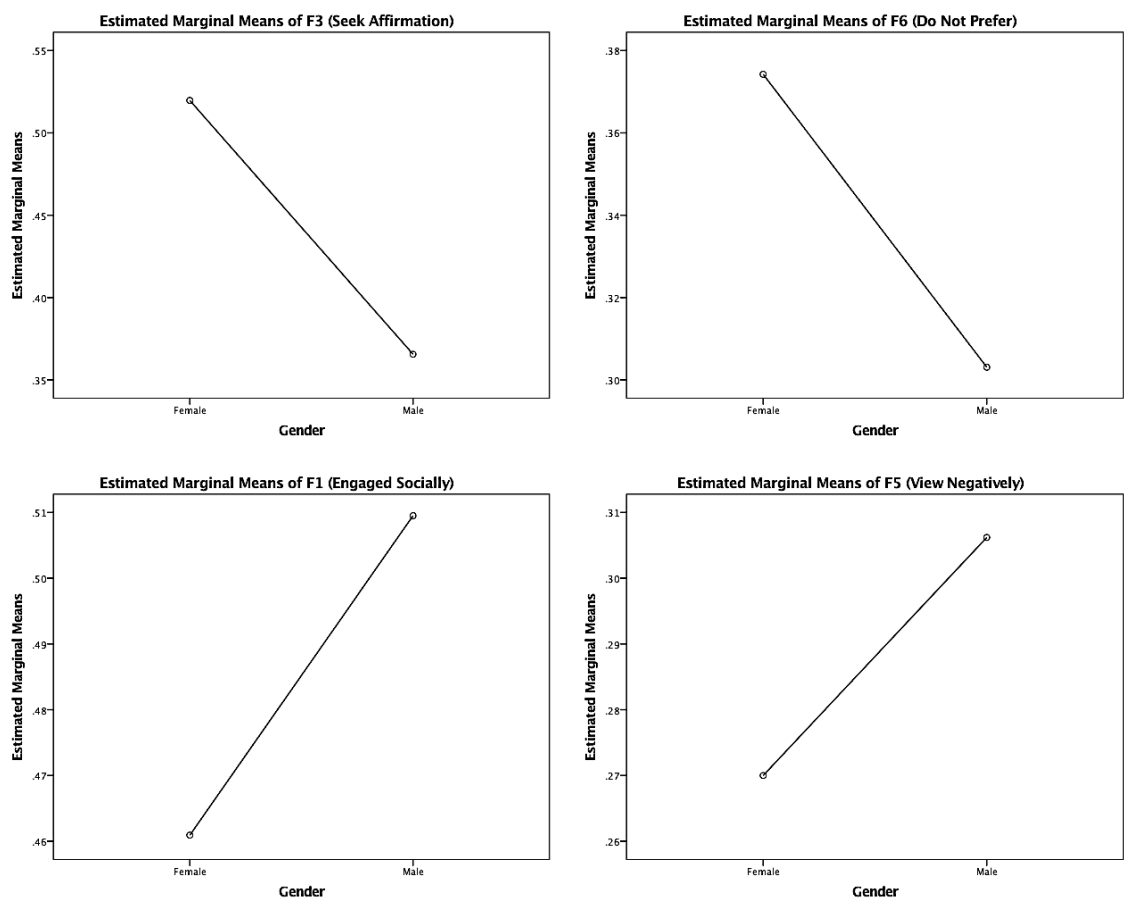 Estimated Marginal Means of F3 (Seek Affirmation)
Estimated Marginal Means
.55
.50
.45
.40
.35
Female
Male
Gender
Estimated Marginal Means of F6 (Do Not Prefer)
Estimated Marginal Means
.38
.36
.34
.32
.30
Female
Male
Gender
Estimated Marginal Means of F1 (Engaged Socially)
Estimated Marginal Means
.51
.50
.49
.48
.47
.46
Female
Male
Gender
Estimated Marginal Means of F5 (View Negatively)
Estimated Marginal Means
.31
.30
.29
.28
.27
.26
Female
Male
Gender